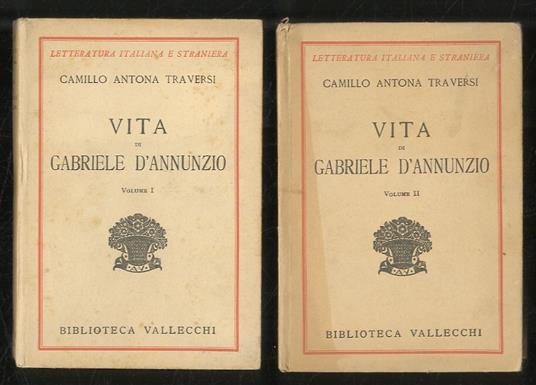 LETTERATURA ITALIANA E STRANIERA
CAMILLO ANTONA TRAVERSI
VITA
DI
GABRIELE D'ANNUNZIO
VOLUME I
A.V.
BIBLIOTECA VALLECCHI
LETTERATURA ITALIANA E STRANIERA
CAMILLO ANTONA TRAVERSI
VITA
DI
GABRIELE D'ANNUNZIO
VOLUME II
A.V.
BIBLIOTECA VALLECCHI